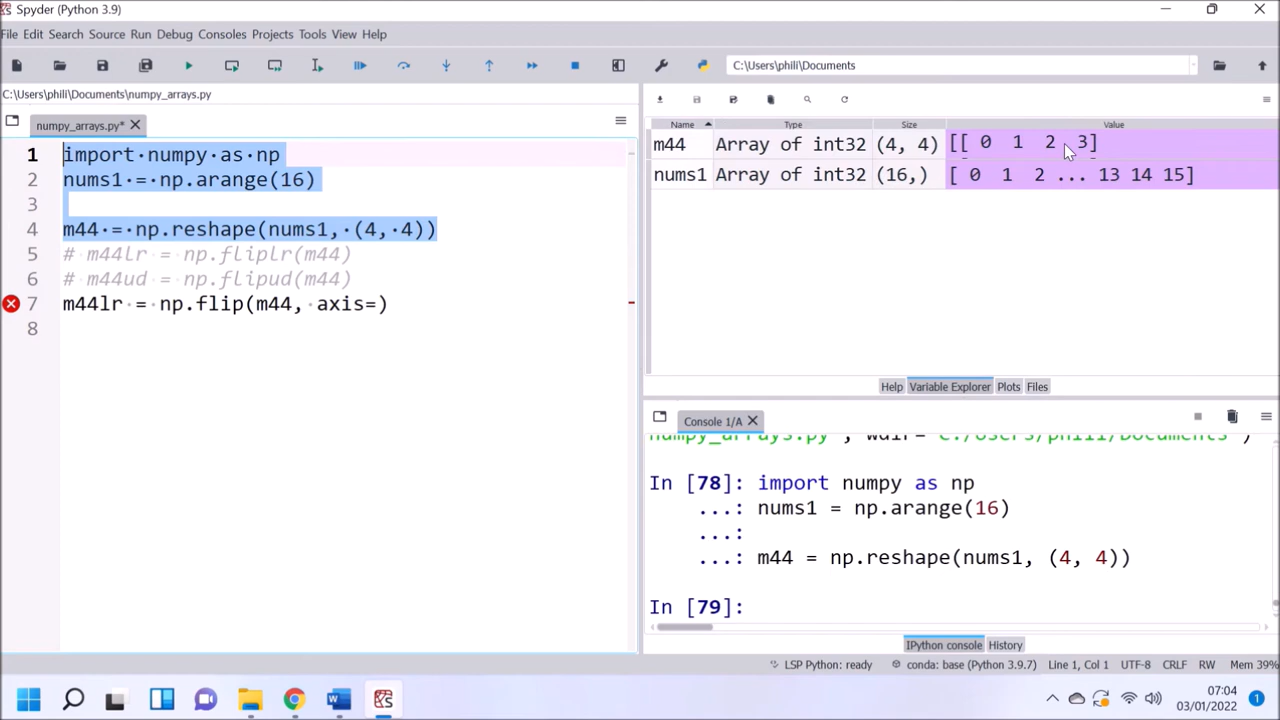 Spyder (Python 3.9)
File Edit Search Source Run Debug Consoles Projects Tools View Help
C:\Users\phili\Documents
C:\Users\phili\Documents\numpy_arrays.py
numpy_arrays.py*
1 import numpy as np
2 nums1 = np.arange(16)
3
4 m44 = np.reshape(nums1, (4, 4))
5 # m44lr = np.fliplr(m44)
6 # m44ud = np.flipud(m44)
7 m44lr = np.flip(m44, axis=)
8
Name Type Size Value
m44 Array of int32 (4, 4) [[ 0 1 2 3]
nums1 Array of int32 (16,) [ 0 1 2 ... 13 14 15]
Help Variable Explorer Plots Files
Console 1/A
numpy_arrays.py', wdir='C:/Users/phili/Documents')
In [78]: import numpy as np
...: nums1 = np.arange(16)
...:
...: m44 = np.reshape(nums1, (4, 4))
In [79]:
IPython console History
LSP Python: ready conda: base (Python 3.9.7) Line 1, Col 1 UTF-8 CRLF RW Mem 39%
07:04
03/01/2022
1